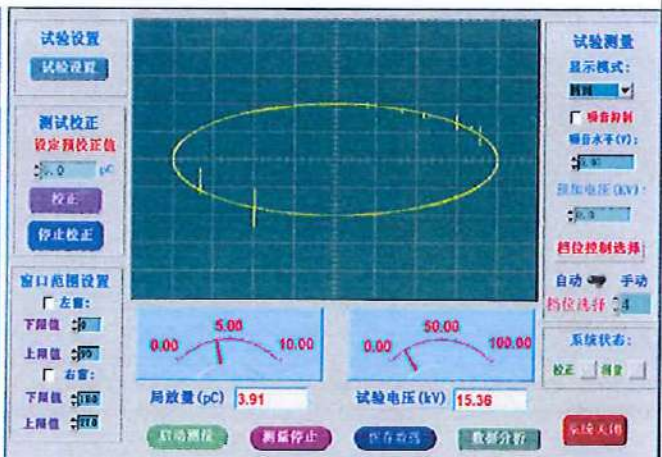 试验设置
试验设置
测试校正
设定预校正值
pC
校正
停止校正
窗口范围设置
左窗：
下限值
上限值
右窗：
下限值 180
上限值 270
0.00 5.00 10.00
局放量(pC) 3.91
0.00 50.00 100.00
试验电压(kV) 15.36
启动测量
测量停止
保存数据
数据分析
系统关闭
试验测量
显示模式：
椭圆
噪音抑制
噪音水平(V)：
(KV)：
档位控制选择
自动 手动
档位选择 4
系统状态：
校正 测量